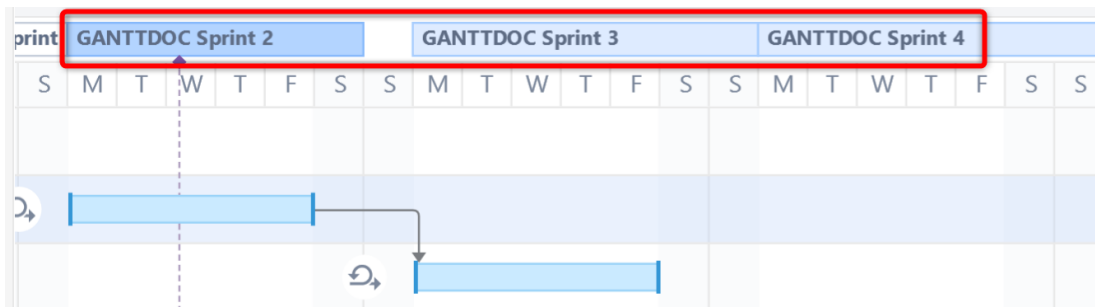 print GANTTDOC Sprint 2 GANTTDOC Sprint 3 GANTTDOC Sprint 4
S M T W T F S S M T W T F S S M T W T F S S